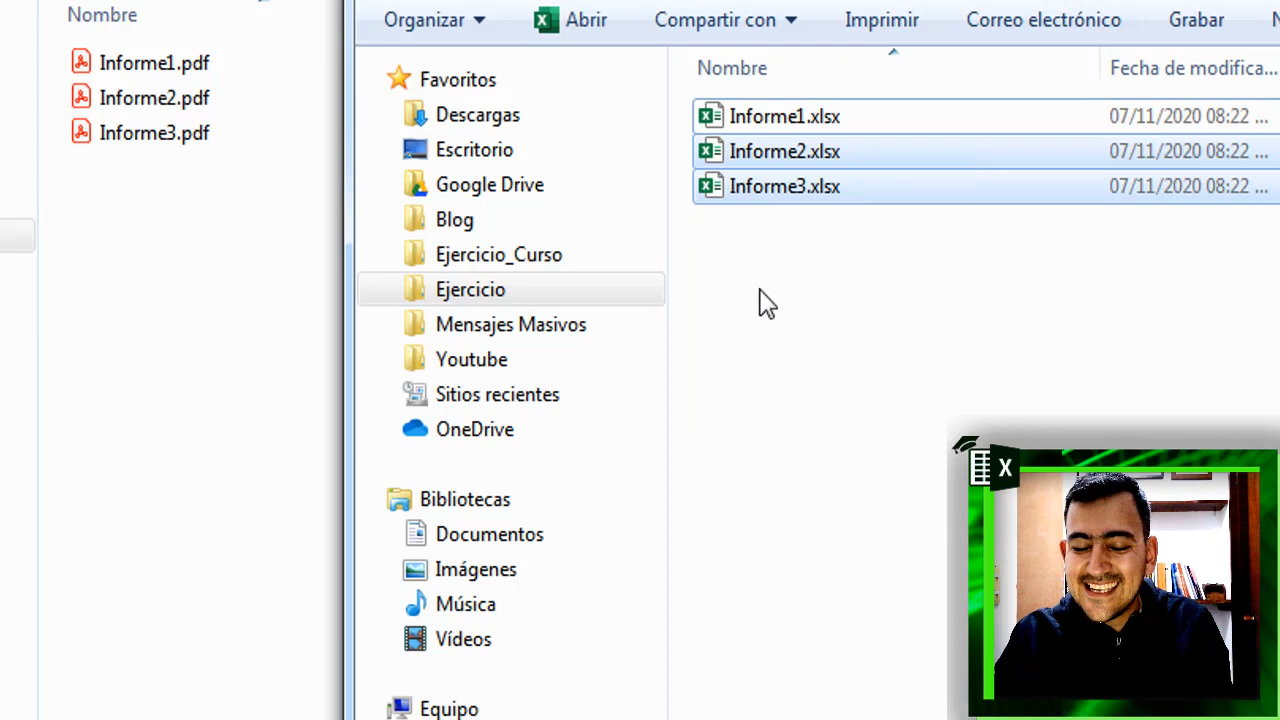 Nombre
Informe1.pdf
Informe2.pdf
Informe3.pdf
Organizar
Abrir
Compartir con
Imprimir
Correo electrónico
Grabar
Favoritos
Descargas
Escritorio
Google Drive
Blog
Ejercicio_Curso
Ejercicio
Mensajes Masivos
Youtube
Sitios recientes
OneDrive
Bibliotecas
Documentos
Imágenes
Música
Vídeos
Equipo
Nombre
Fecha de modifica...
Informe1.xlsx 07/11/2020 08:22 ...
Informe2.xlsx 07/11/2020 08:22 ...
Informe3.xlsx 07/11/2020 08:22 ...
X